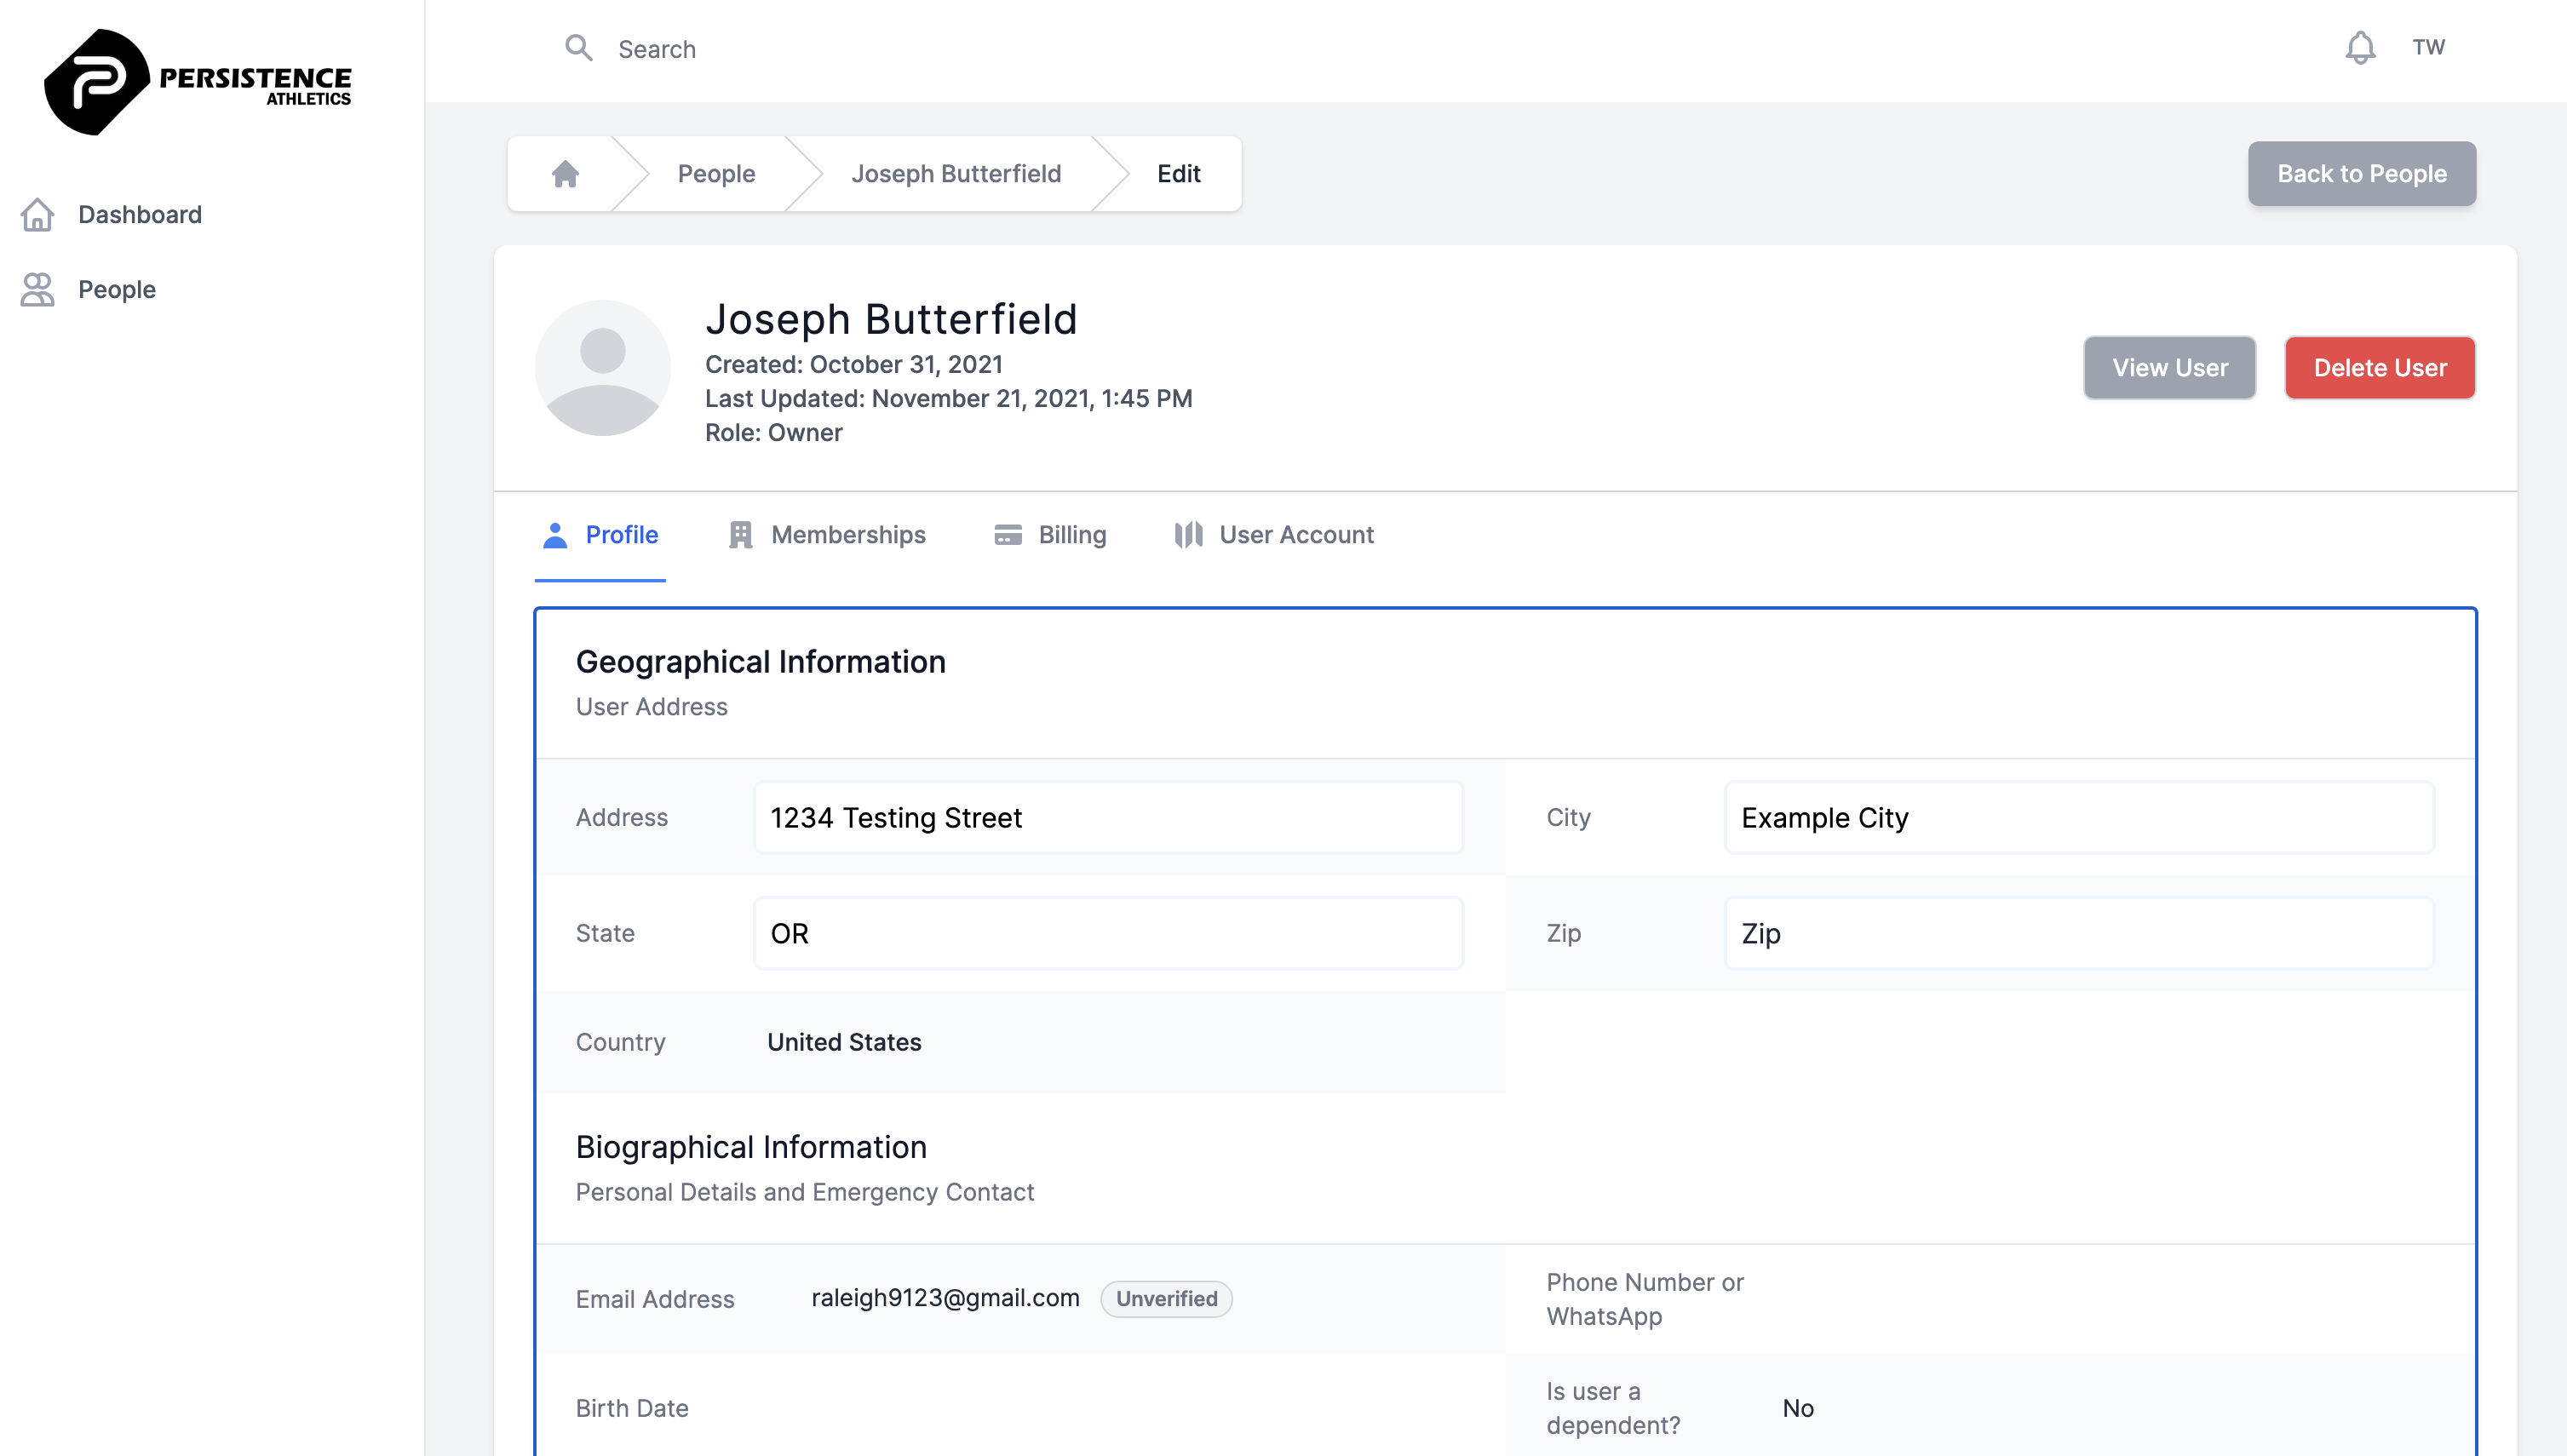 PERSISTENCE
ATHLETICS
Search
TW
Dashboard
People
People
Joseph Butterfield
Edit
Back to People
Joseph Butterfield
Created: October 31, 2021
Last Updated: November 21, 2021, 1:45 PM
Role: Owner
View User
Delete User
Profile
Memberships
Billing
User Account
Geographical Information
User Address
Address
1234 Testing Street
City
Example City
State
OR
Zip
Zip
Country
United States
Biographical Information
Personal Details and Emergency Contact
Email Address
raleigh9123@gmail.com
Unverified
Phone Number or
WhatsApp
Birth Date
Is user a
dependent?
No